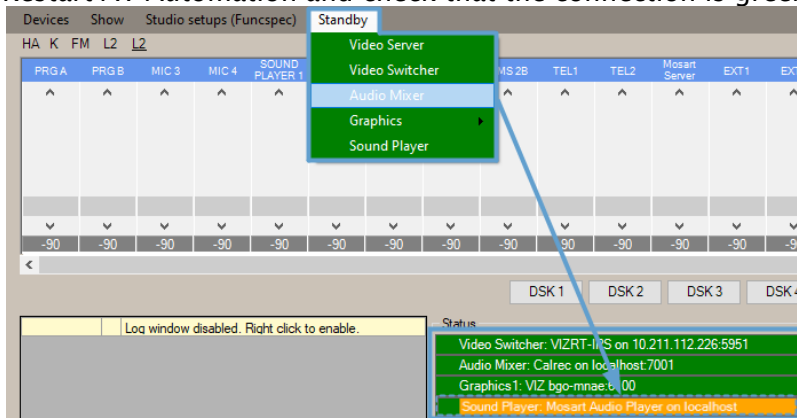 Devices Show Studio setups (Funcspec) Standby
HA K FM L2 L2
Video Server
Video Switcher
Audio Mixer
Graphics
Sound Player
PRG A PRG B MIC 3 MIC 4 SOUND PLAYER 1 MS 2B TEL1 TEL2 Mosart Server EXT1
-90 -90 -90 -90 -90 -90 -90 -90 -90 -90 -90 -90 -90
DSK 1 DSK 2 DSK 3 DSK 4
Log window disabled. Right click to enable.
Status
Video Switcher: VIZRT-IPS on 10.211.112.226:5951
Audio Mixer: Calrec on localhost:7001
Graphics1: VIZ bgo-mnae:6100
Sound Player: Mosart Audio Player on localhost